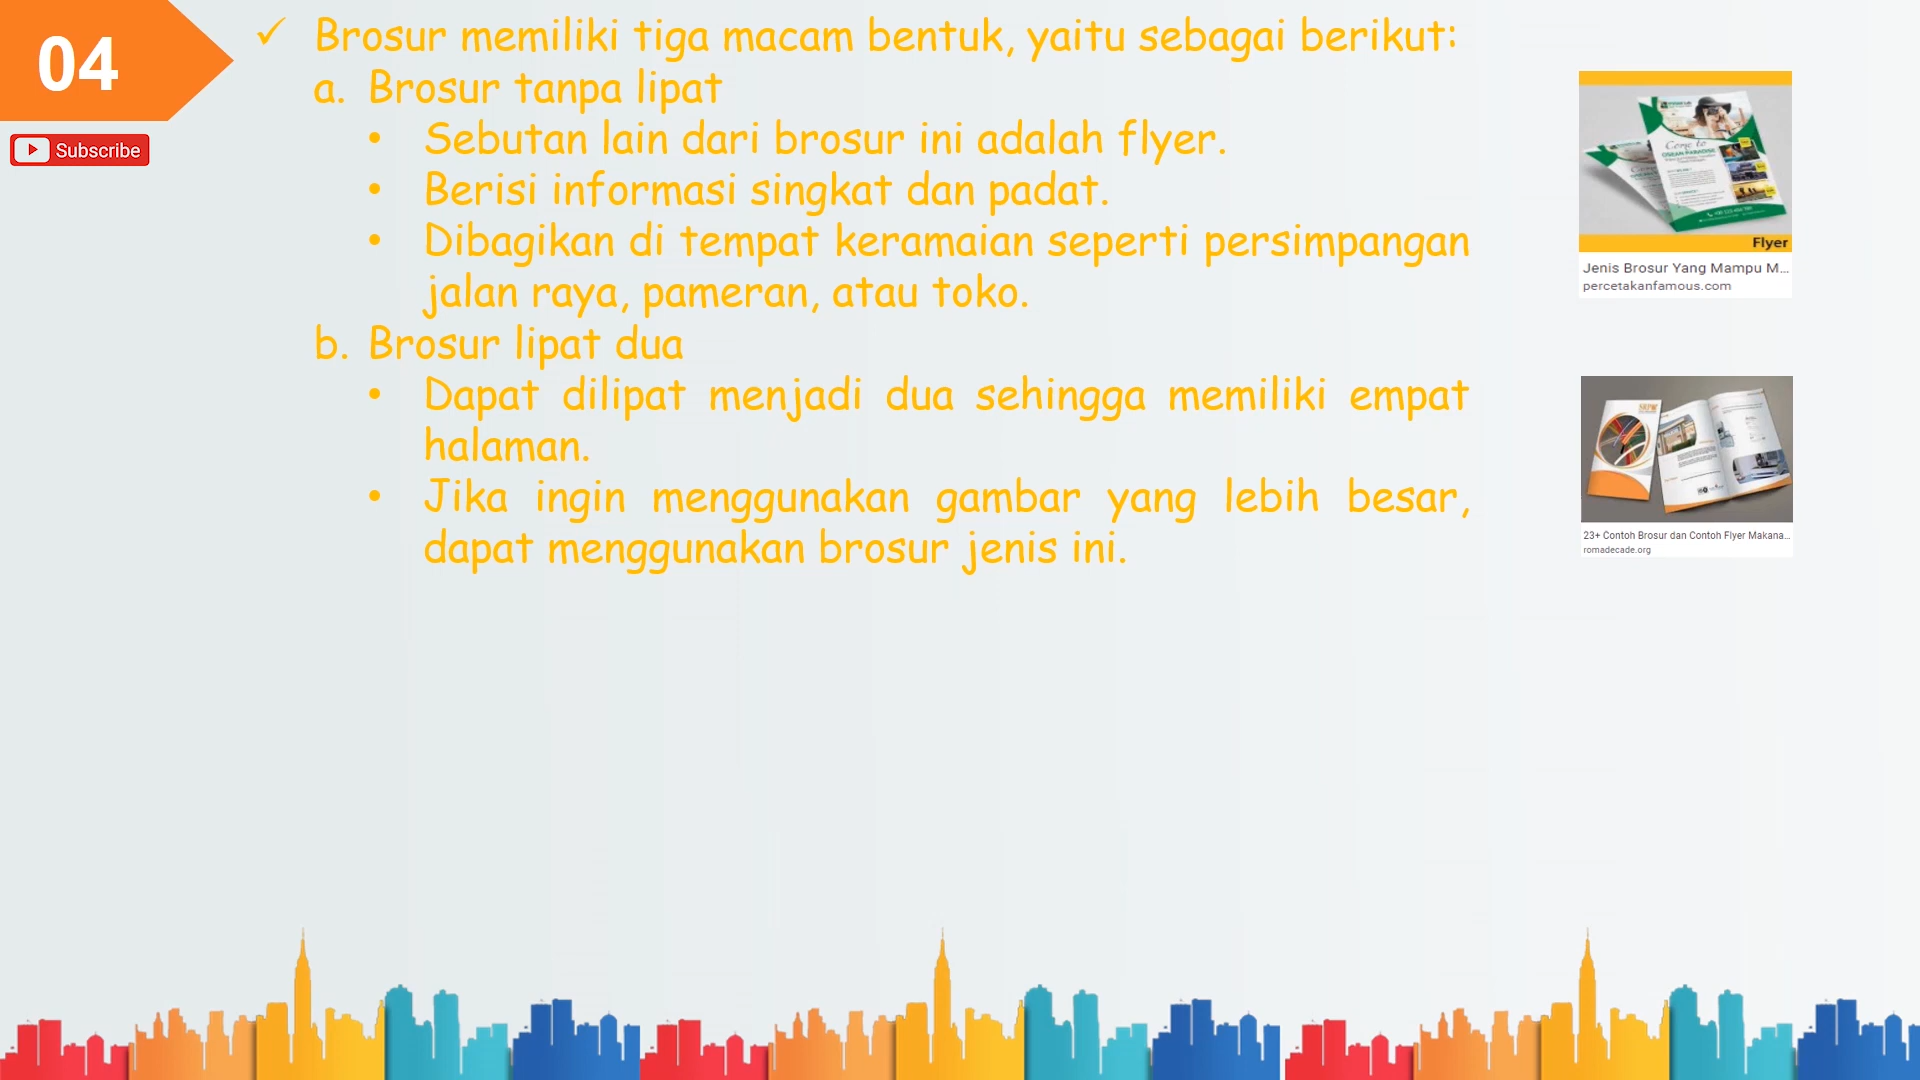 04
Subscribe
✓ Brosur memiliki tiga macam bentuk, yaitu sebagai berikut:
a. Brosur tanpa lipat
• Sebutan lain dari brosur ini adalah flyer.
• Berisi informasi singkat dan padat.
• Dibagikan di tempat keramaian seperti persimpangan
jalan raya, pameran, atau toko.
b. Brosur lipat dua
• Dapat dilipat menjadi dua sehingga memiliki empat
halaman.
• Jika ingin menggunakan gambar yang lebih besar,
dapat menggunakan brosur jenis ini.
Come to
Flyer
Jenis Brosur Yang Mampu M...
percetakanfamous.com
23+ Contoh Brosur dan Contoh Flyer Makana...
romadecade.org